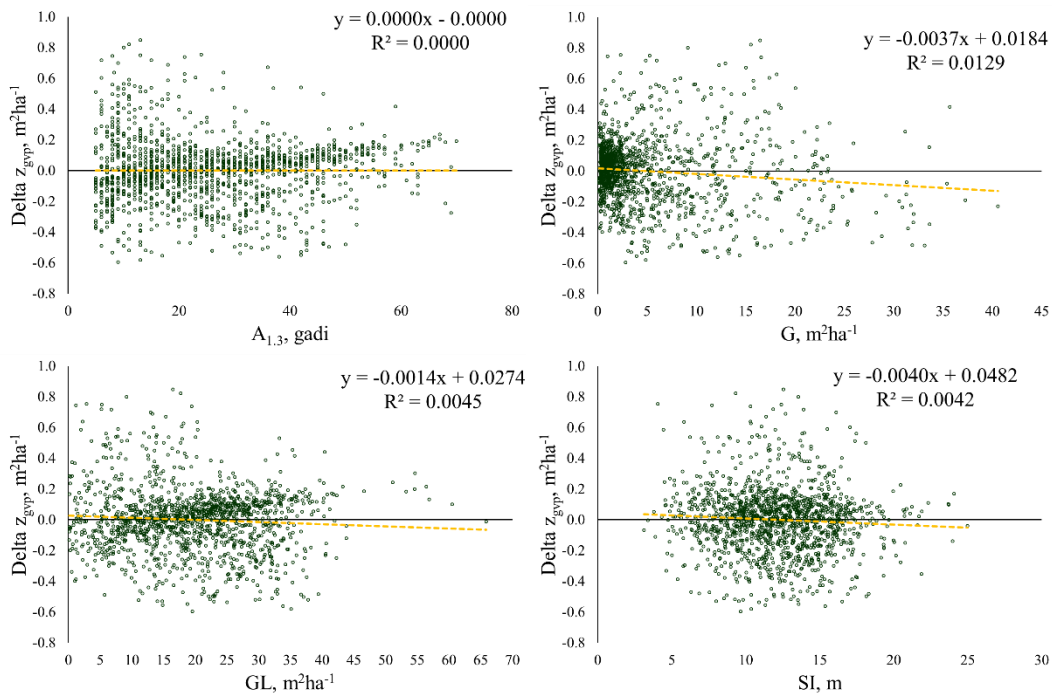 y = 0.0000x - 0.0000
R² = 0.0000
Delta z_gvp, m²ha⁻¹
1.0
0.8
0.6
0.4
0.2
0.0
-0.2
-0.4
-0.6
-0.8
0 20 40 60 80
A₁.₃, gadi
y = -0.0037x + 0.0184
R² = 0.0129
Delta z_gvp, m²ha⁻¹
1.0
0.8
0.6
0.4
0.2
0.0
-0.2
-0.4
-0.6
-0.8
0 5 10 15 20 25 30 35 40 45
G, m²ha⁻¹
y = -0.0014x + 0.0274
R² = 0.0045
Delta z_gvp, m²ha⁻¹
1.0
0.8
0.6
0.4
0.2
0.0
-0.2
-0.4
-0.6
-0.8
0 5 10 15 20 25 30 35 40 45 50 55 60 65 70
GL, m²ha⁻¹
y = -0.0040x + 0.0482
R² = 0.0042
Delta z_gvp, m²ha⁻¹
1.0
0.8
0.6
0.4
0.2
0.0
-0.2
-0.4
-0.6
-0.8
0 5 10 15 20 25 30
SI, m